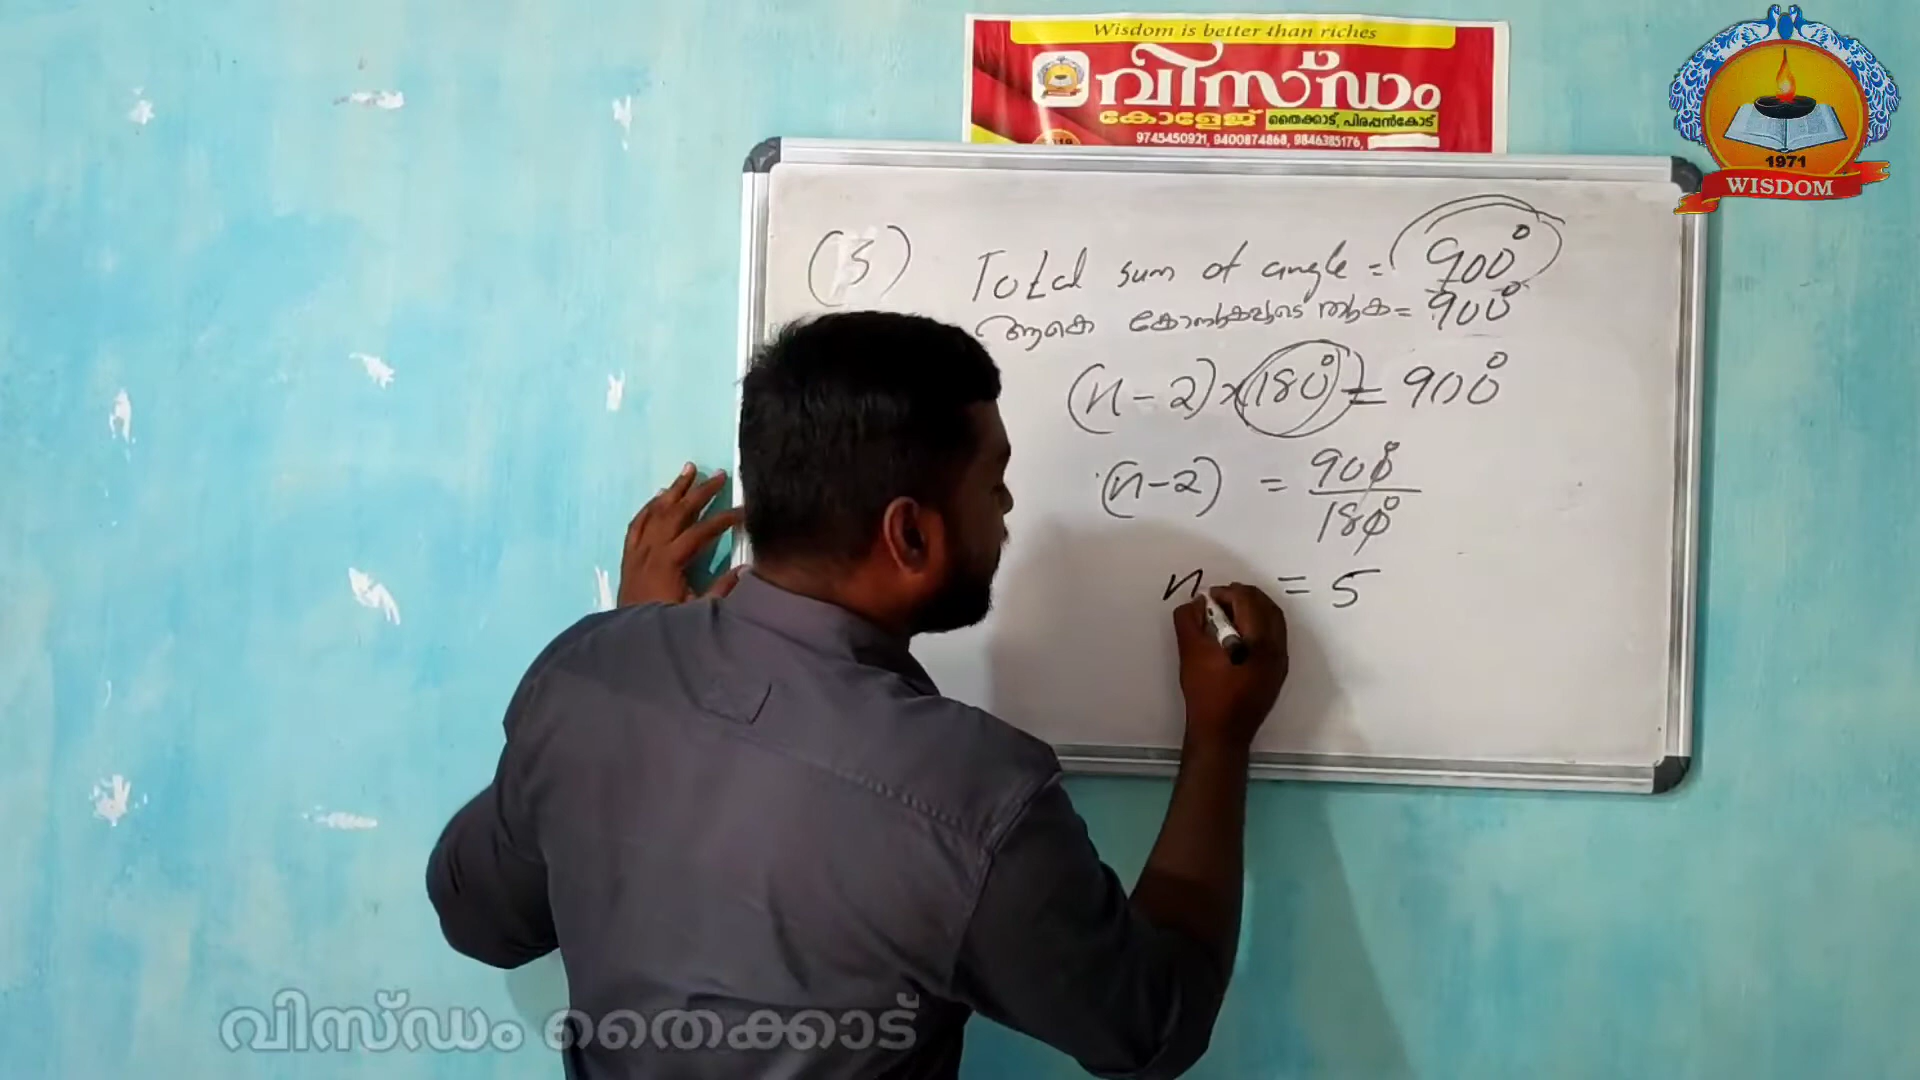 Wisdom is better than riches
വിസ്ഡം
കോളേജ് തൈക്കാട്, പിരപ്പൻകോട്
9745450921, 9400874868, 9846385176,
1971
WISDOM
(3) Total sum of angle = 900°
ആകെ കോണുകളുടെ തുക = 900°
(n-2)×180° = 900°
(n-2) = 900°/180°
n = 5
വിസ്ഡം തൈക്കാട്